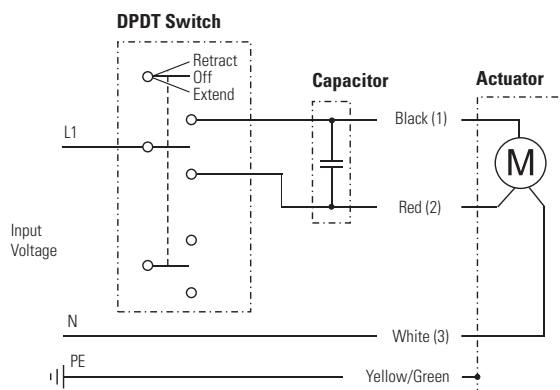 DPDT Switch
Retract
Off
Extend
Capacitor
Actuator
L1
Black (1)
M
Red (2)
Input
Voltage
N
White (3)
PE
Yellow/Green